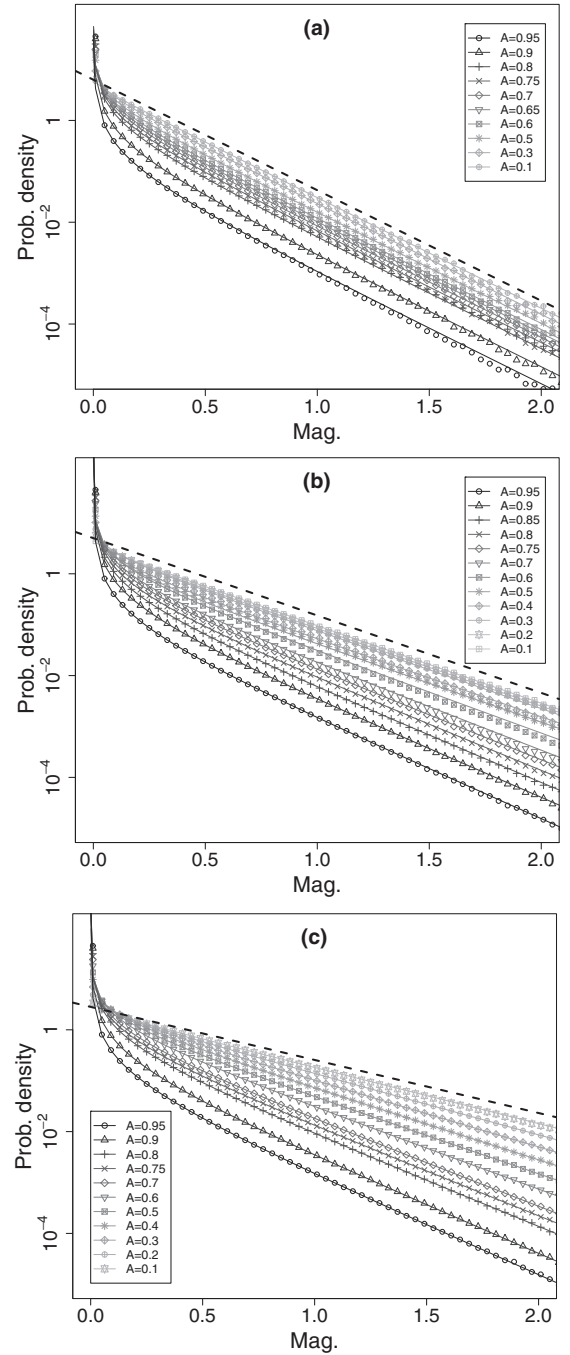 (a)
A=0.95
A=0.9
A=0.8
A=0.75
A=0.7
A=0.65
A=0.6
A=0.5
A=0.3
A=0.1
Prob. density
1
10⁻²
10⁻⁴
0.0 0.5 1.0 1.5 2.0
Mag.
(b)
A=0.95
A=0.9
A=0.85
A=0.8
A=0.75
A=0.7
A=0.6
A=0.5
A=0.4
A=0.3
A=0.2
A=0.1
Prob. density
1
10⁻²
10⁻⁴
0.0 0.5 1.0 1.5 2.0
Mag.
(c)
Prob. density
1
10⁻²
10⁻⁴
A=0.95
A=0.9
A=0.8
A=0.75
A=0.7
A=0.6
A=0.5
A=0.4
A=0.3
A=0.2
A=0.1
0.0 0.5 1.0 1.5 2.0
Mag.